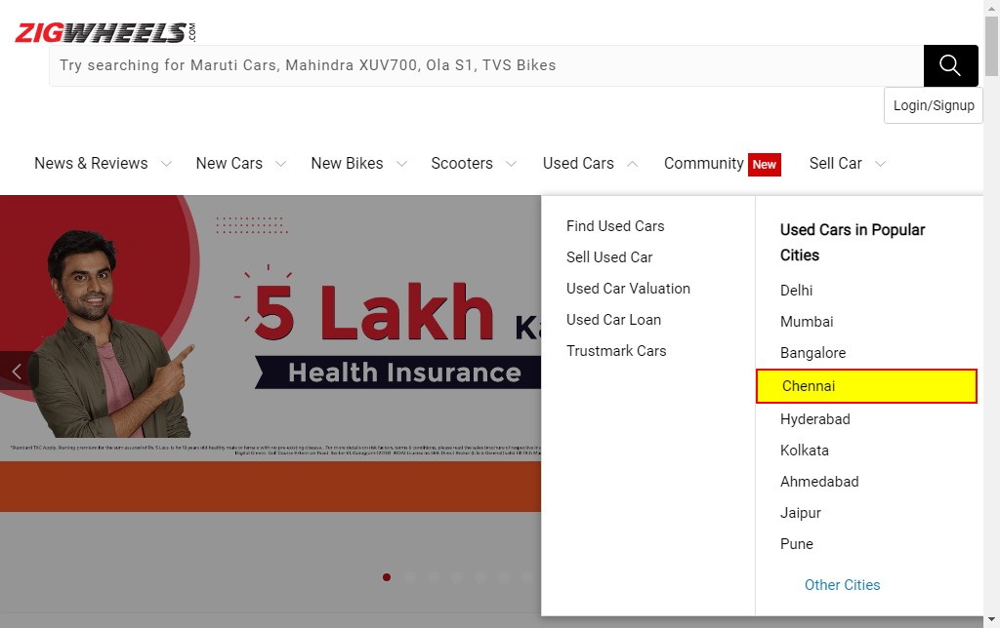 ZIGWHEELS.COM
Try searching for Maruti Cars, Mahindra XUV700, Ola S1, TVS Bikes
Login/Signup
News & Reviews
New Cars
New Bikes
Scooters
Used Cars
Community New
Sell Car
5 Lakh Ka
Health Insurance
Find Used Cars
Sell Used Car
Used Car Valuation
Used Car Loan
Trustmark Cars
Used Cars in Popular
Cities
Delhi
Mumbai
Bangalore
Chennai
Hyderabad
Kolkata
Ahmedabad
Jaipur
Pune
Other Cities